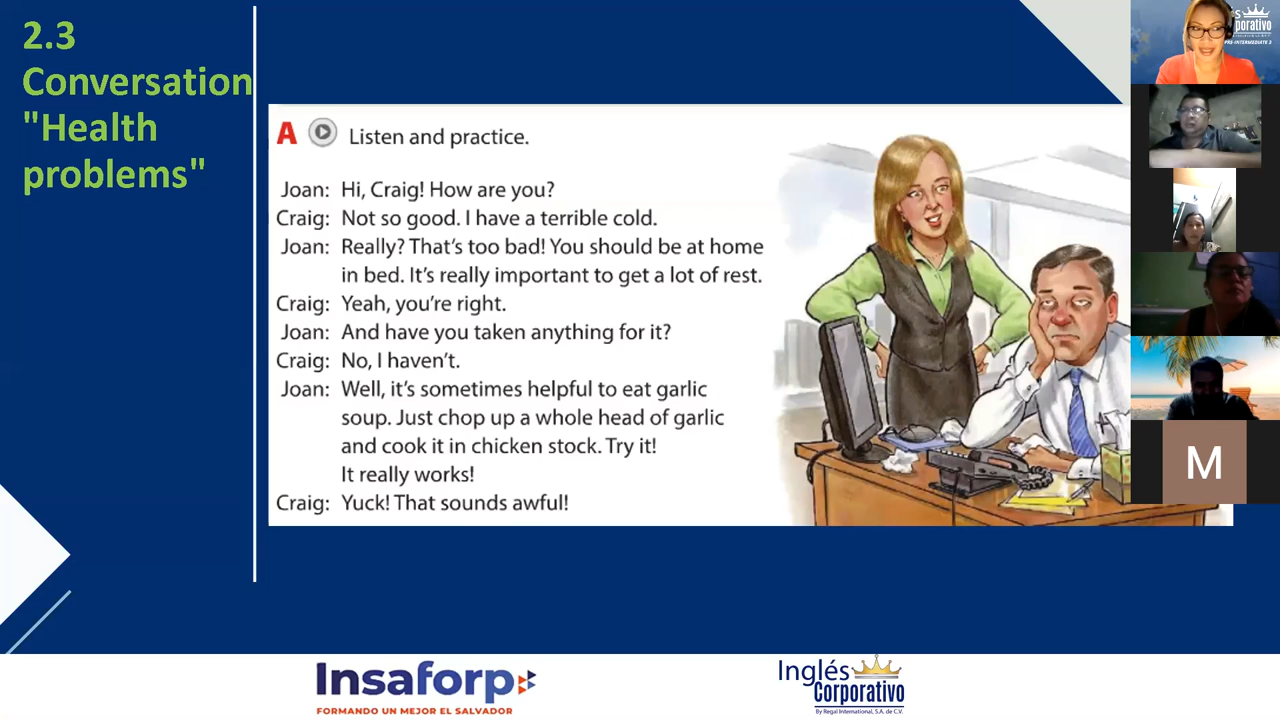 2.3
Conversation
"Health
problems"
A Listen and practice.
Joan: Hi, Craig! How are you?
Craig: Not so good. I have a terrible cold.
Joan: Really? That's too bad! You should be at home
in bed. It's really important to get a lot of rest.
Craig: Yeah, you're right.
Joan: And have you taken anything for it?
Craig: No, I haven't.
Joan: Well, it's sometimes helpful to eat garlic
soup. Just chop up a whole head of garlic
and cook it in chicken stock. Try it!
It really works!
Craig: Yuck! That sounds awful!
M
Insaforp
FORMANDO UN MEJOR EL SALVADOR
Inglés
Corporativo
By Regal International, S.A. de C.V.